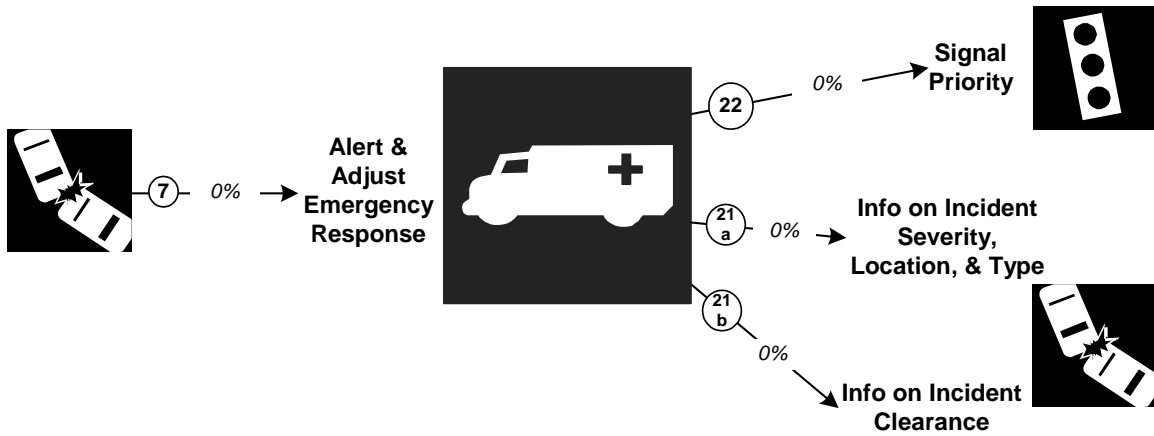 7
0%
Alert &
Adjust
Emergency
Response
22
0%
Signal
Priority
21
a
0%
Info on Incident
Severity,
Location, & Type
21
b
0%
Info on Incident
Clearance